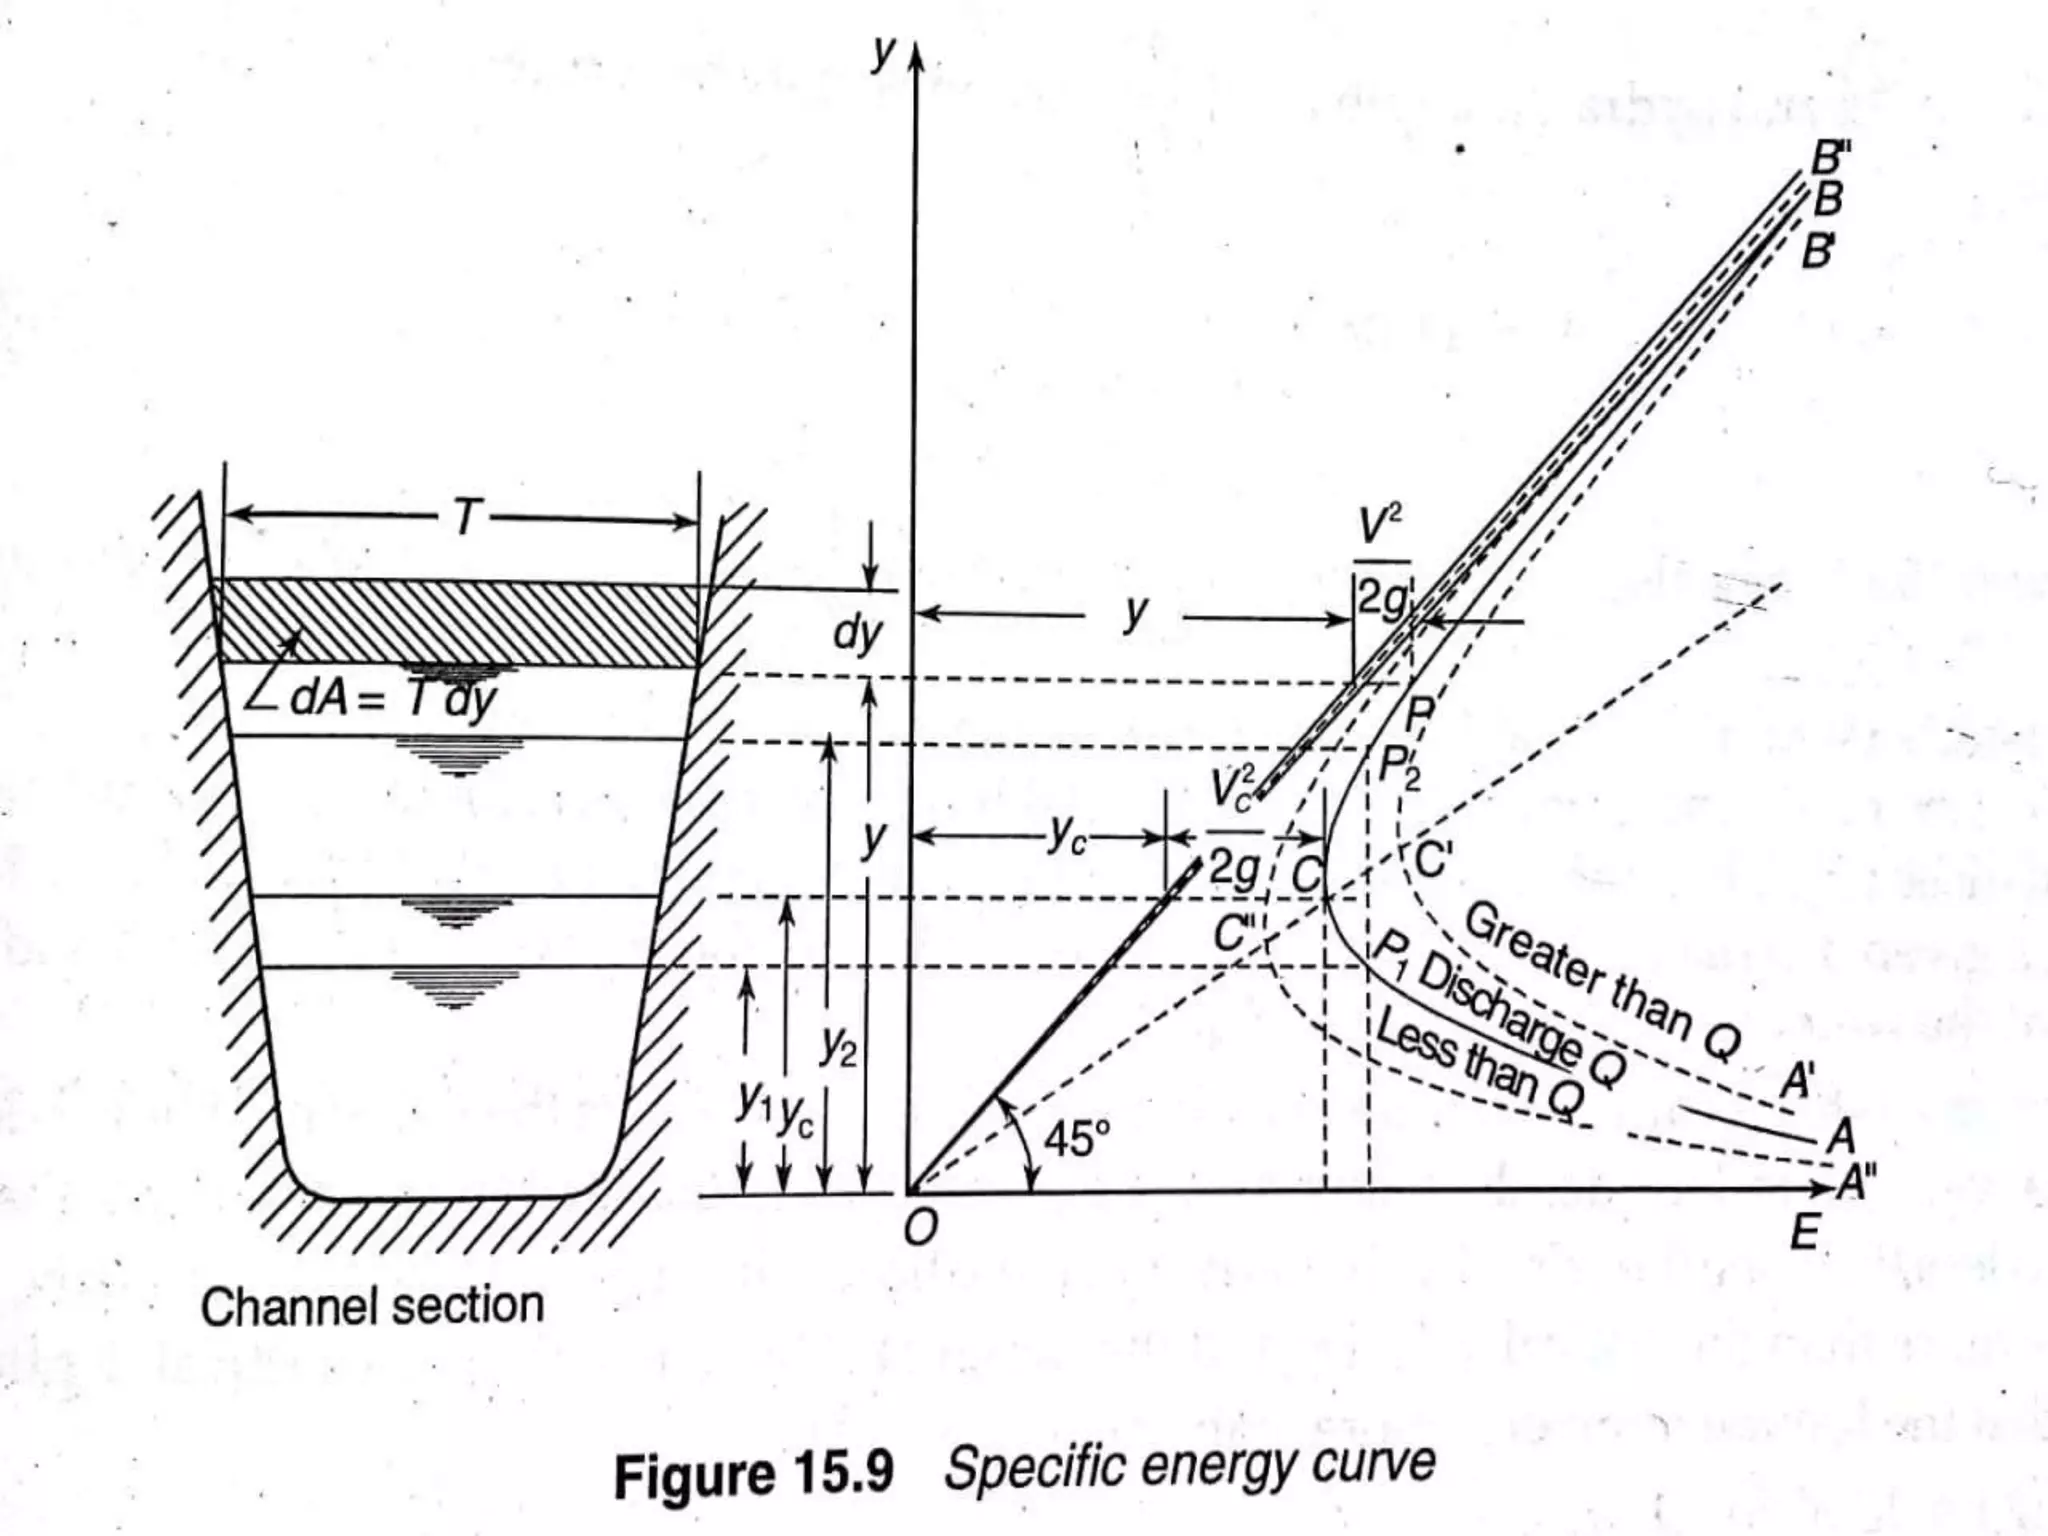 y
B"
B
B'
T
V²
2g
y
dy
dA = T dy
P
P₂
V²c
2g
yc
y
C
C'
C"
Greater than Q
P₁ Discharge Q
Less than Q
y₂
y₁
yc
45°
A'
A
A"
O
E
Channel section
Figure 15.9 Specific energy curve